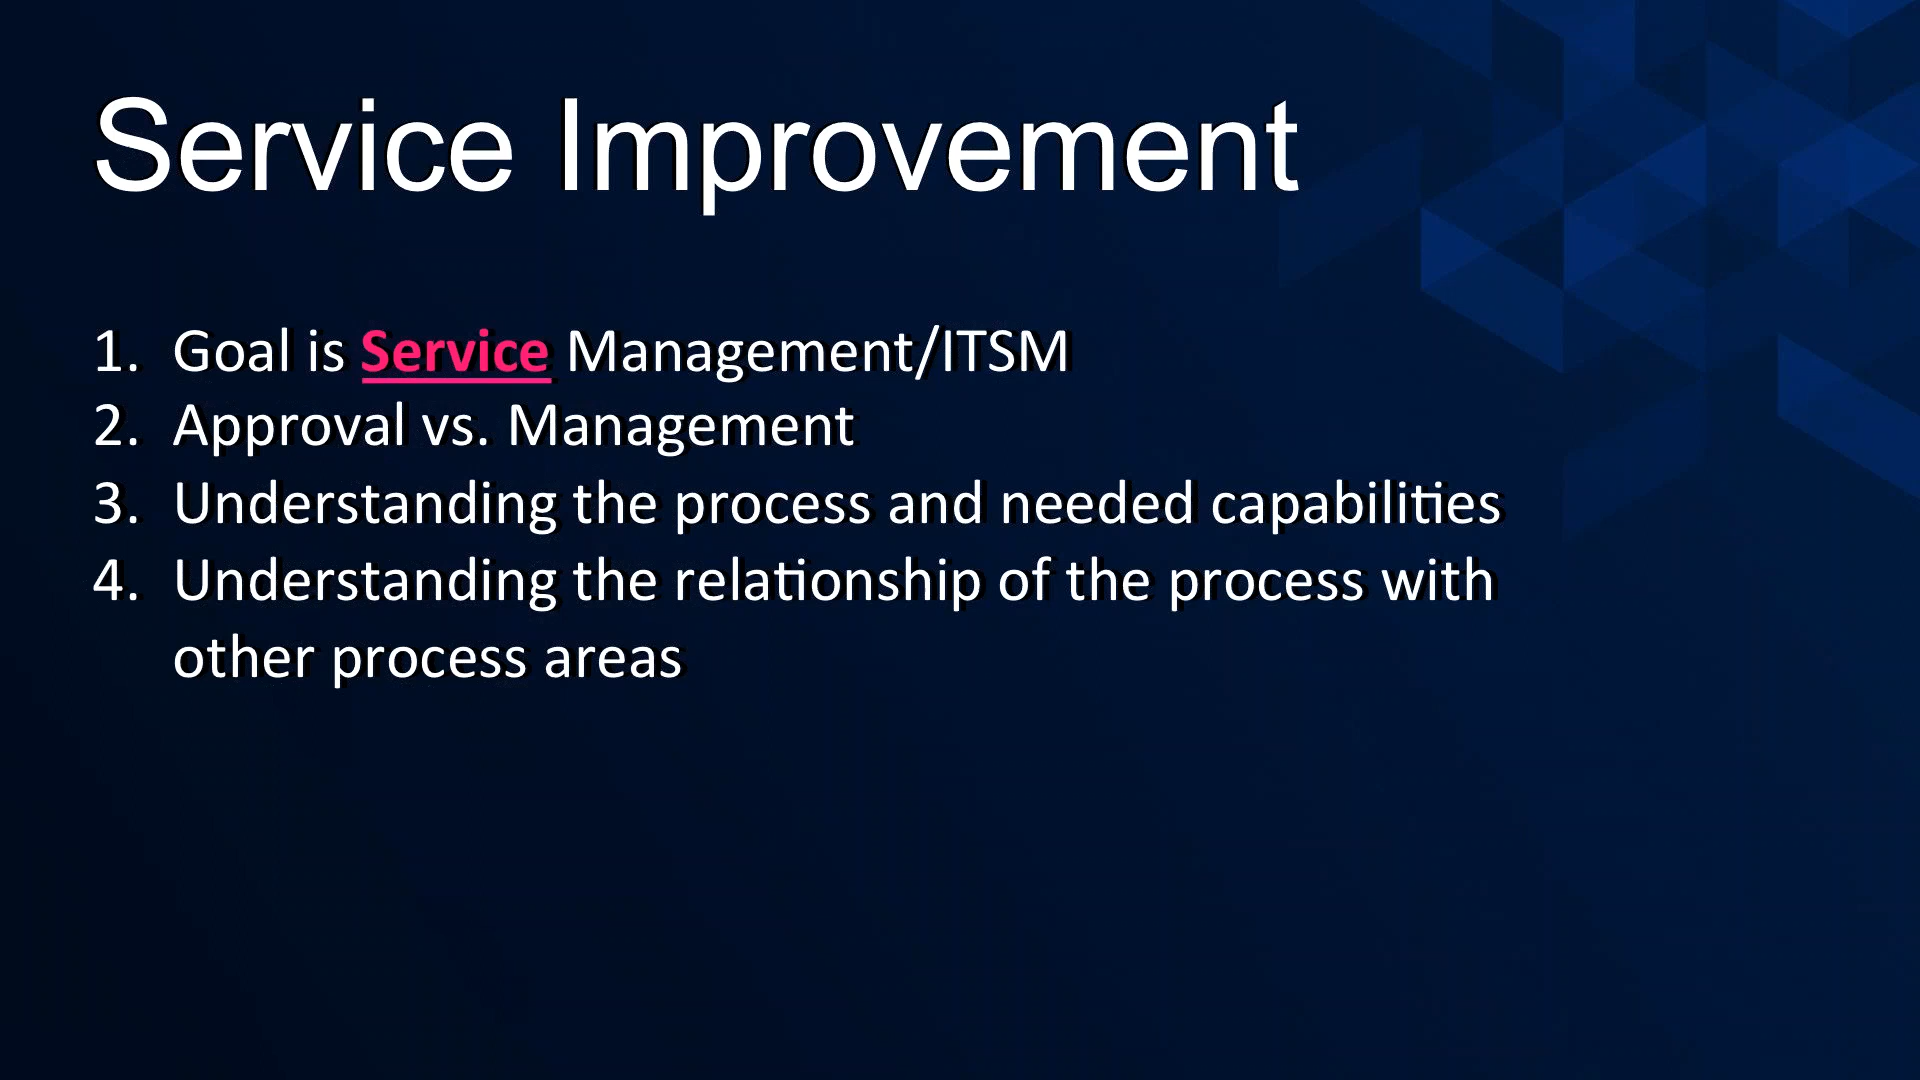 Service Improvement
1. Goal is Service Management/ITSM
2. Approval vs. Management
3. Understanding the process and needed capabilities
4. Understanding the relationship of the process with
other process areas